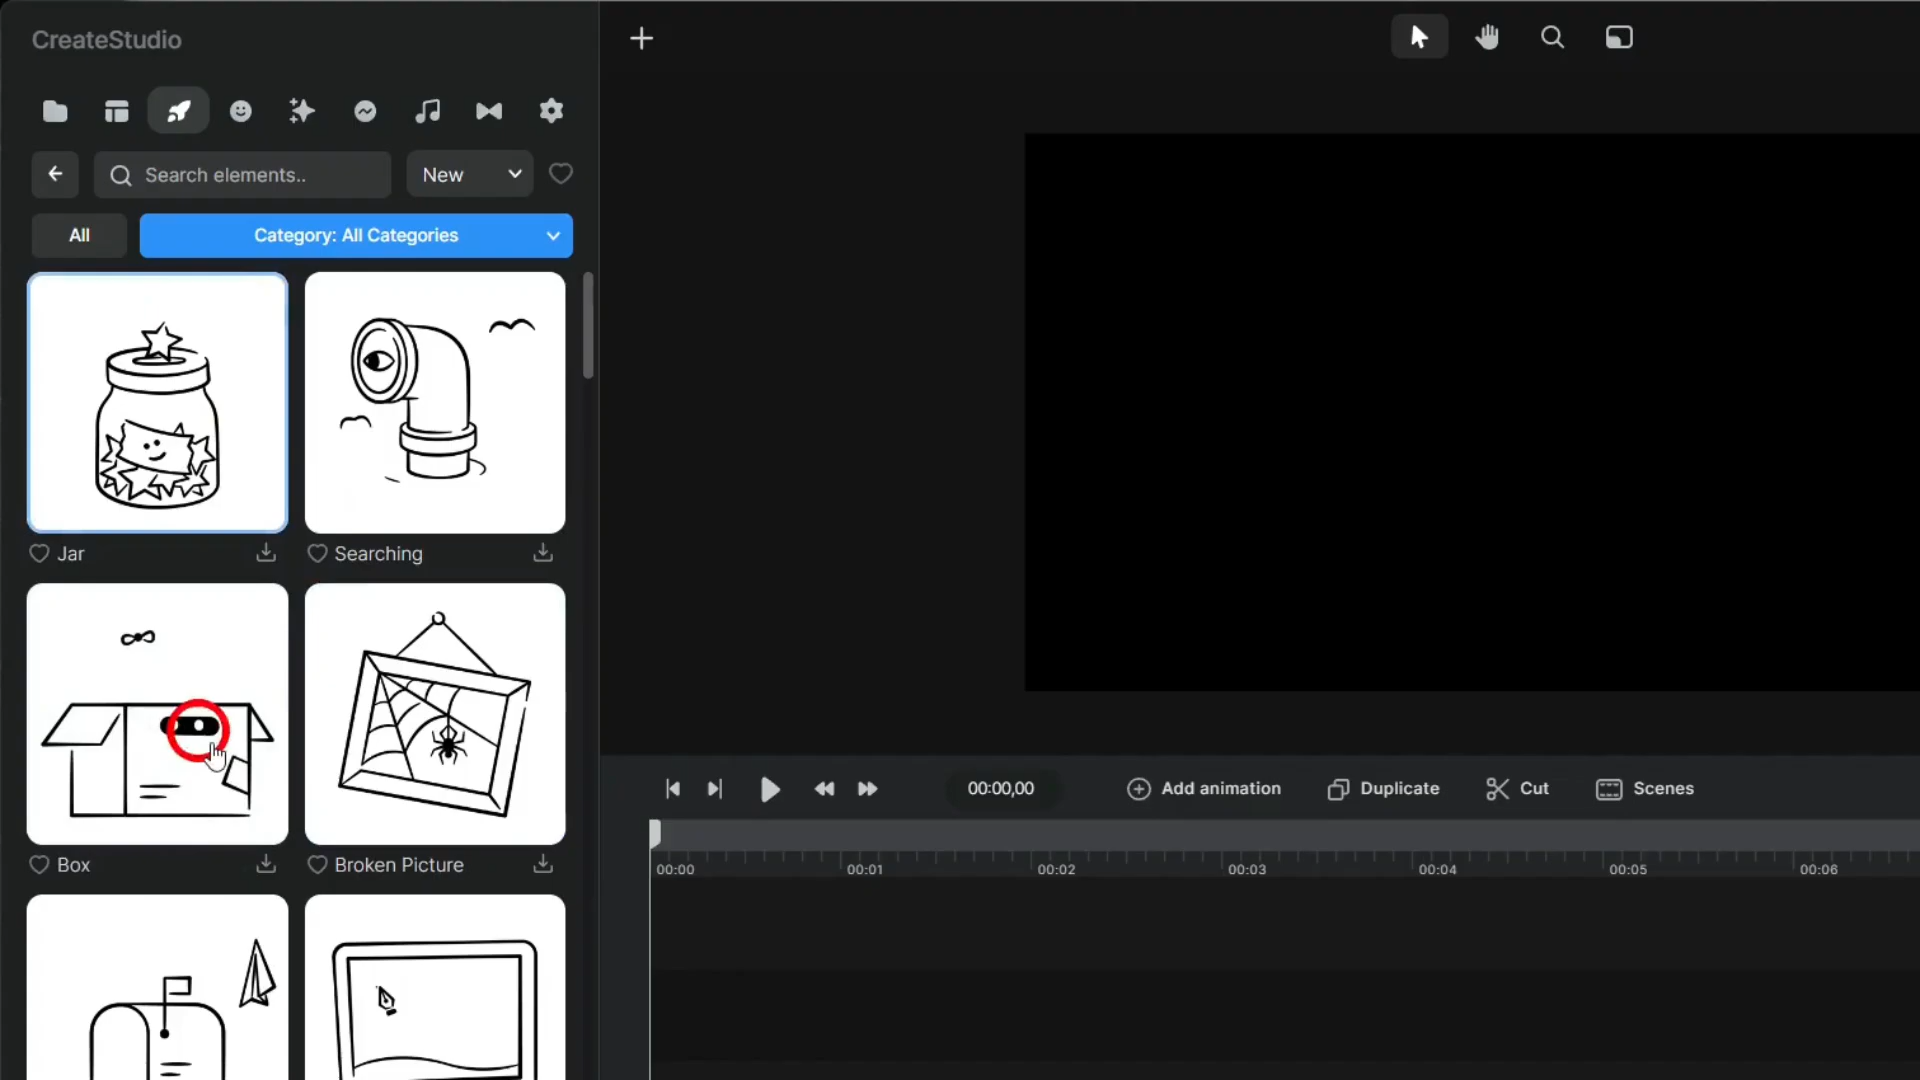 CreateStudio
Search elements..
New
All
Category: All Categories
Jar
Searching
Box
Broken Picture
00:00,00
Add animation
Duplicate
Cut
Scenes
00:00
00:01
00:02
00:03
00:04
00:05
00:06